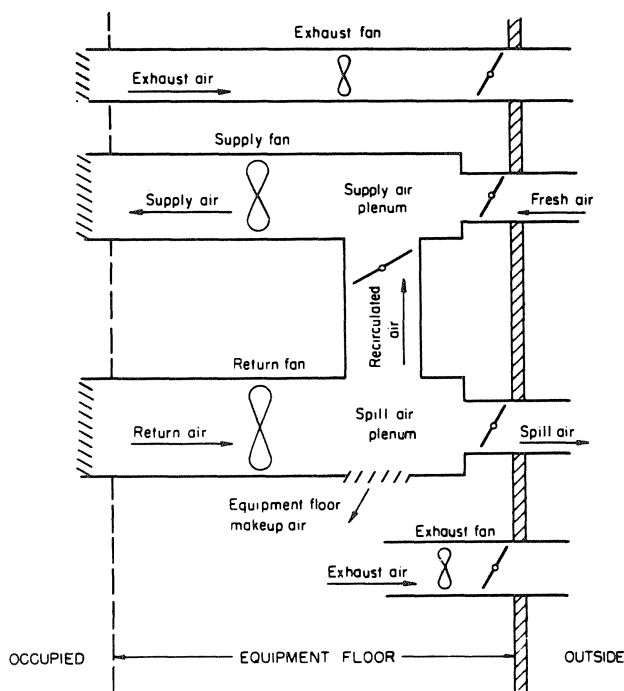 Exhaust fan
Exhaust air
Supply fan
Supply air
Supply air
plenum
Fresh air
Recirculated
air
Return fan
Return air
Spill air
plenum
Spill air
Equipment floor
makeup air
Exhaust fan
Exhaust air
OCCUPIED
EQUIPMENT FLOOR
OUTSIDE